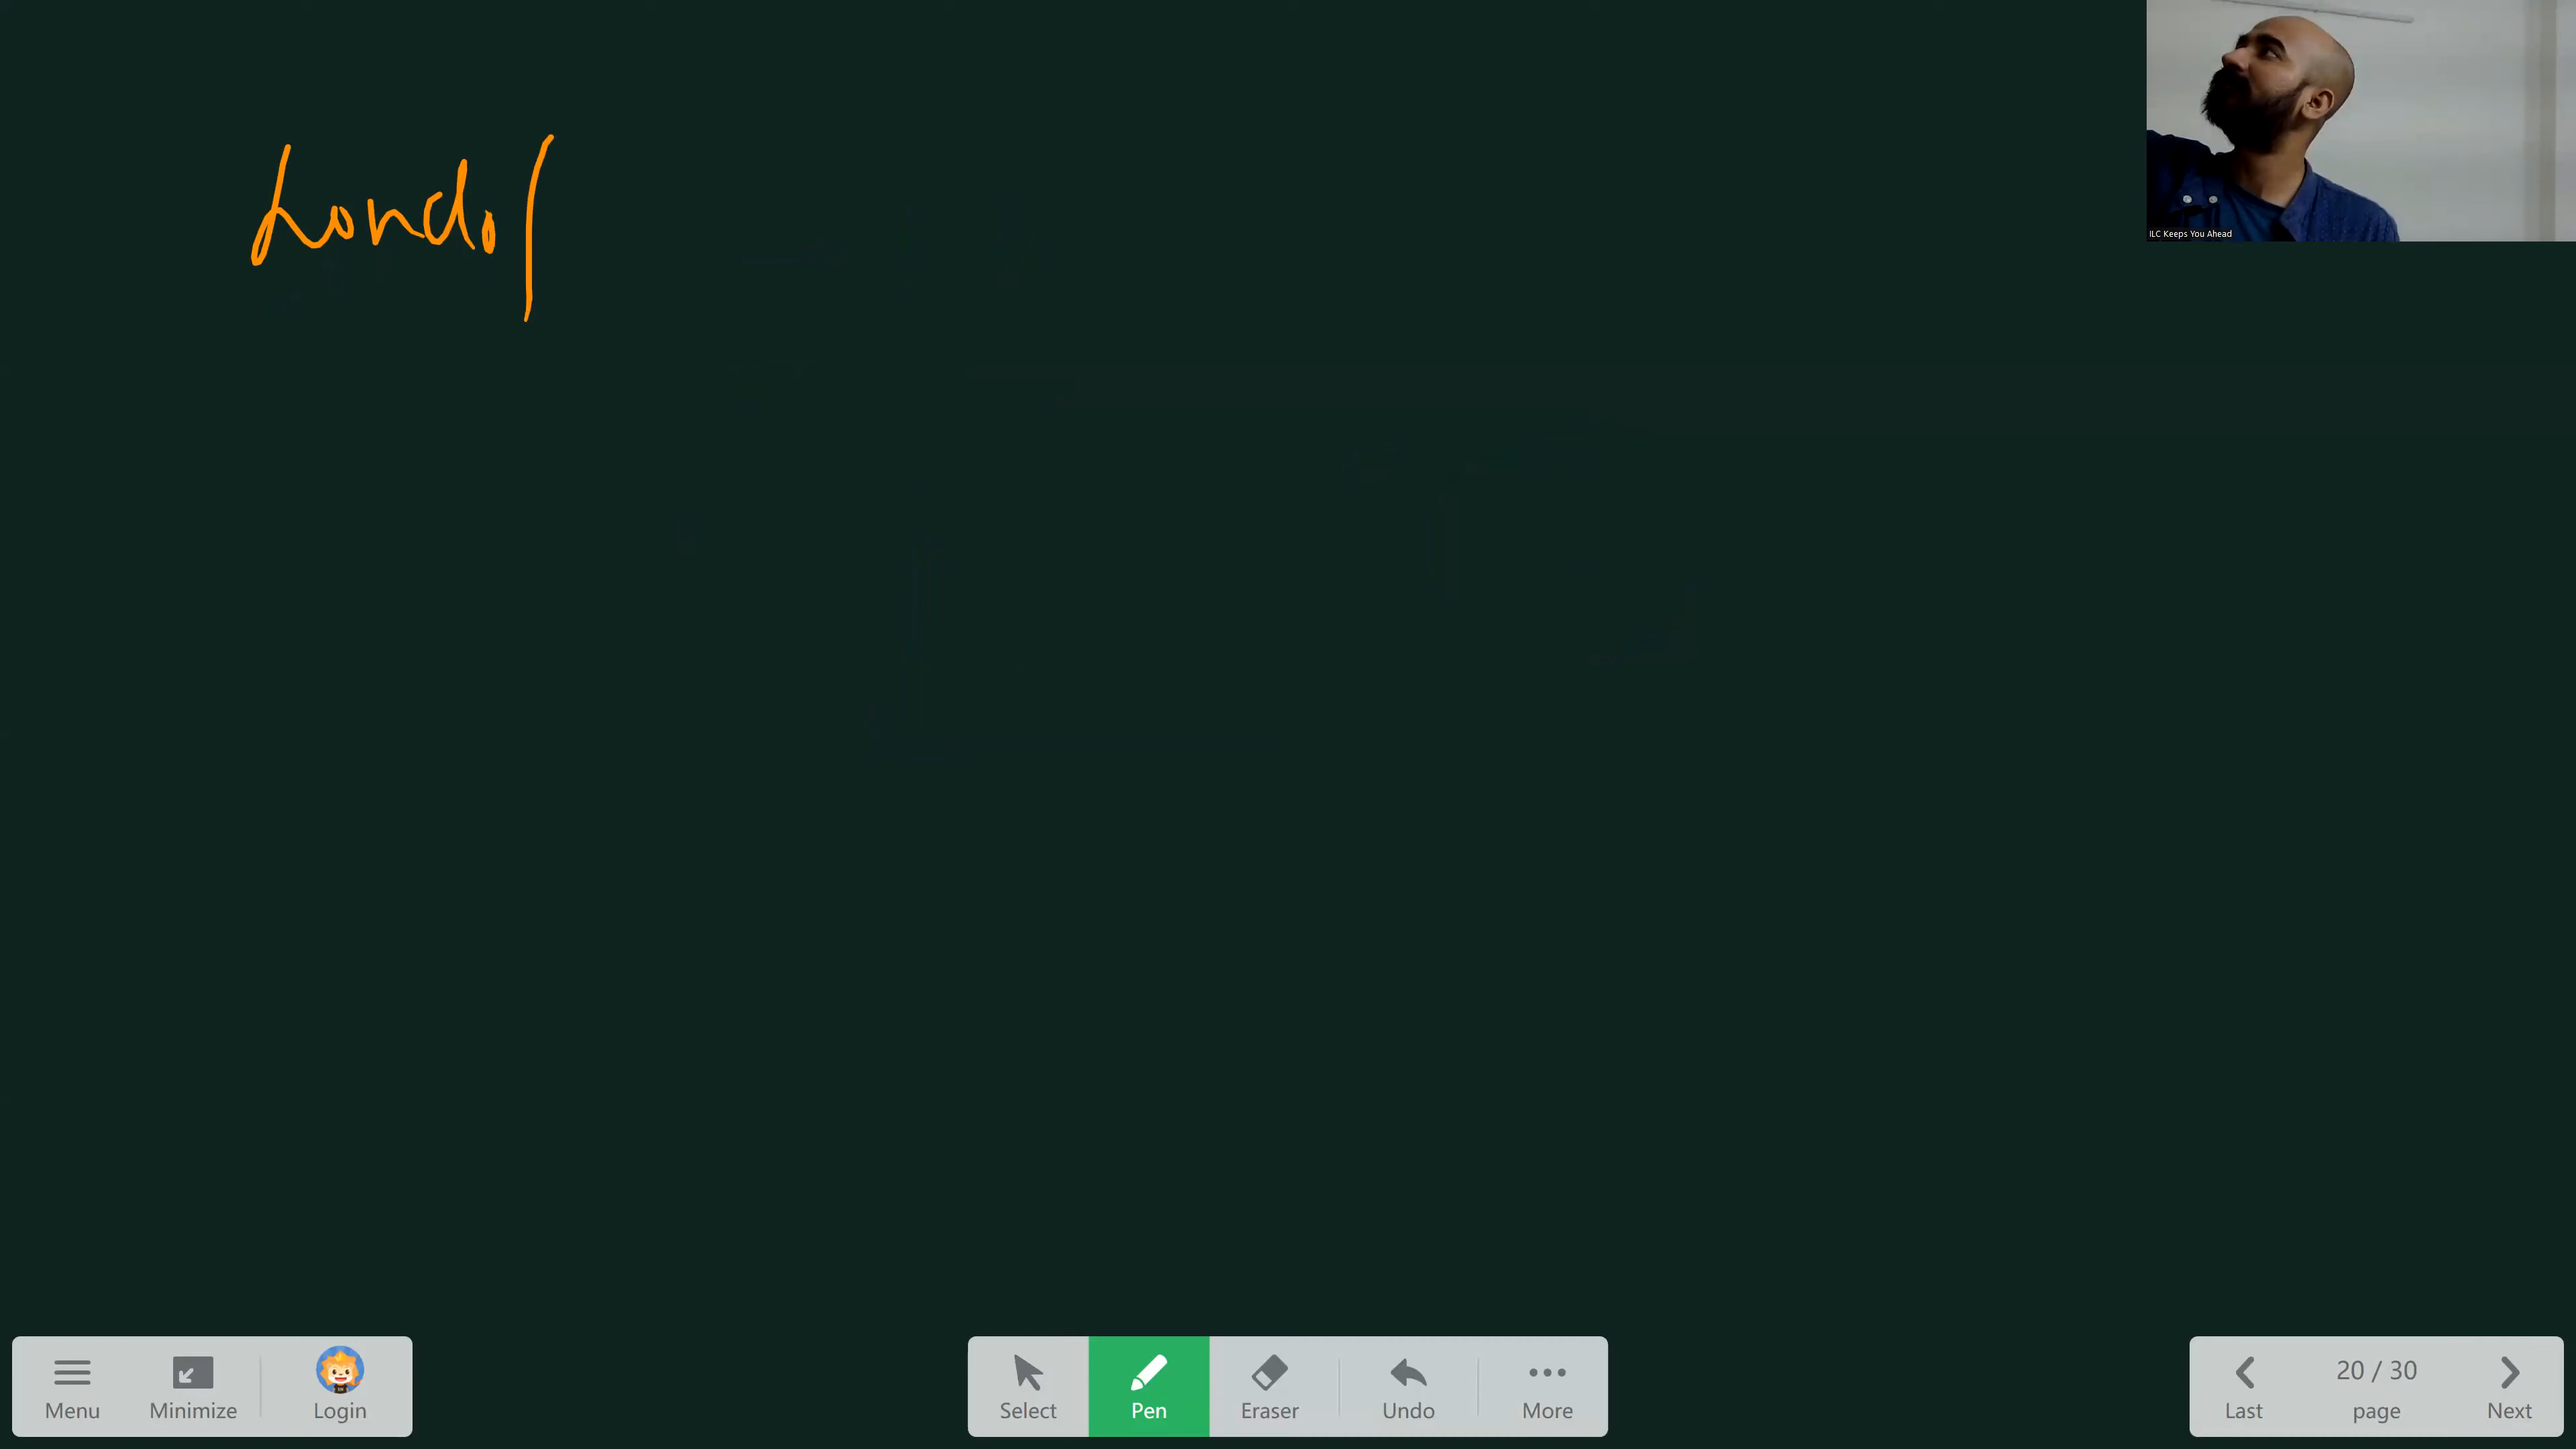 Londo
ILC Keeps You Ahead
Menu Minimize Login Select Pen Eraser Undo More Last 20 / 30 page Next